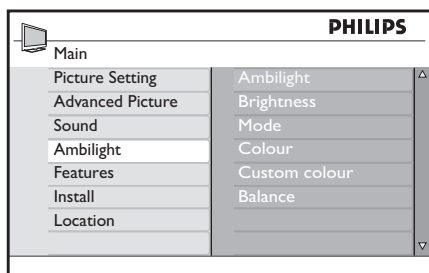 PHILIPS
Main
Picture Setting
Advanced Picture
Sound
Ambilight
Features
Install
Location
Ambilight
Brightness
Mode
Colour
Custom colour
Balance